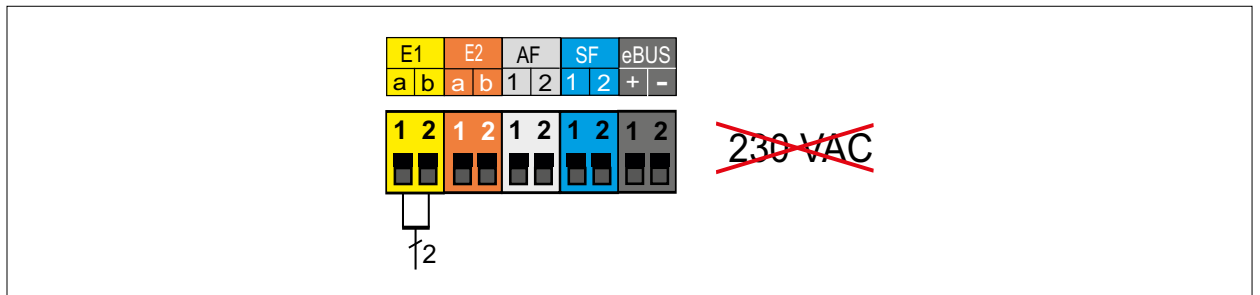 E1 E2 AF SF eBUS
a b a b 1 2 1 2 + -
1 2 1 2 1 2 1 2 1 2
230 VAC
2